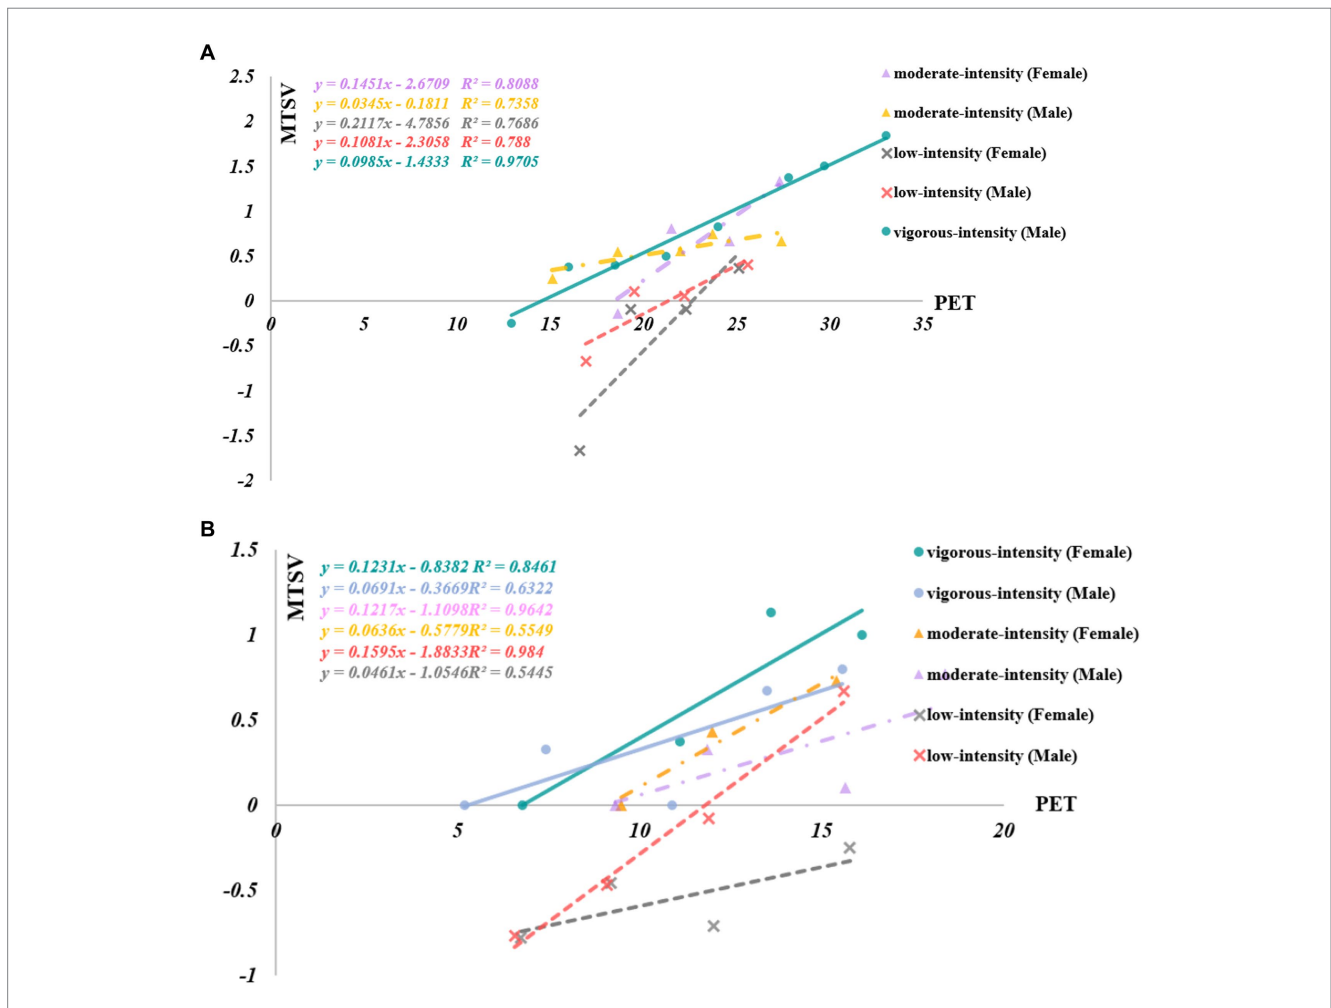 A
2.5
2
1.5
1
0.5
0
-0.5
-1
-1.5
-2
MTSV
y = 0.1451x - 2.6709 R² = 0.8088
y = 0.0345x - 0.1811 R² = 0.7358
y = 0.2117x - 4.7856 R² = 0.7686
y = 0.1081x - 2.3058 R² = 0.788
y = 0.0985x - 1.4333 R² = 0.9705
0 5 10 15 20 25 30 35
PET
moderate-intensity (Female)
moderate-intensity (Male)
low-intensity (Female)
low-intensity (Male)
vigorous-intensity (Male)
B
1.5
1
0.5
0
-0.5
-1
MTSV
y = 0.1231x - 0.8382 R² = 0.8461
y = 0.0691x - 0.3669R² = 0.6322
y = 0.1217x - 1.1098R² = 0.9642
y = 0.0636x - 0.5779R² = 0.5549
y = 0.1595x - 1.8833R² = 0.984
y = 0.0461x - 1.0546R² = 0.5445
0 5 10 15 20
PET
vigorous-intensity (Female)
vigorous-intensity (Male)
moderate-intensity (Female)
moderate-intensity (Male)
low-intensity (Female)
low-intensity (Male)